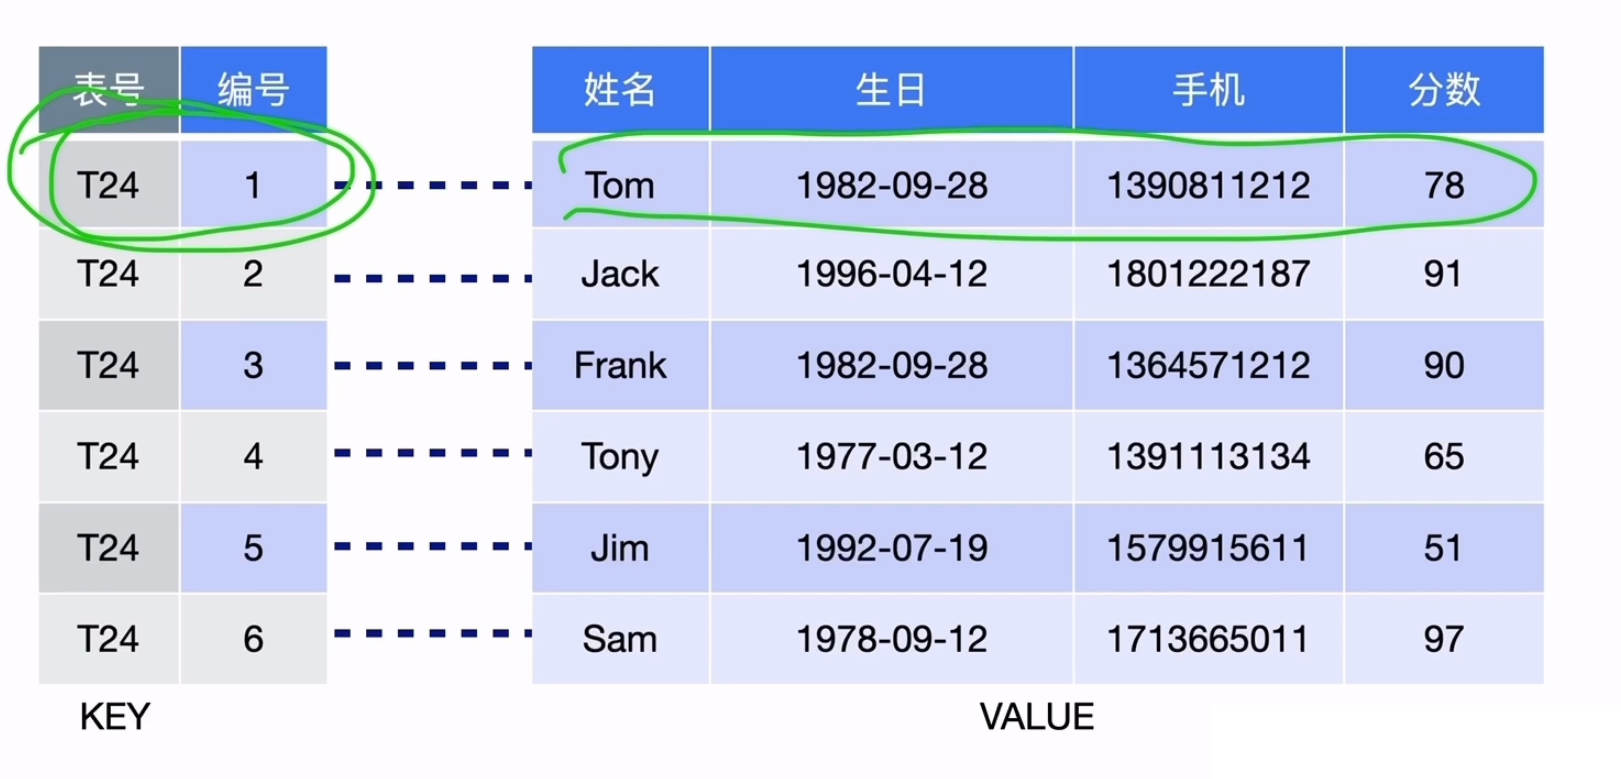 表号 编号 姓名 生日 手机 分数
T24 1 Tom 1982-09-28 1390811212 78
T24 2 Jack 1996-04-12 1801222187 91
T24 3 Frank 1982-09-28 1364571212 90
T24 4 Tony 1977-03-12 1391113134 65
T24 5 Jim 1992-07-19 1579915611 51
T24 6 Sam 1978-09-12 1713665011 97
KEY VALUE